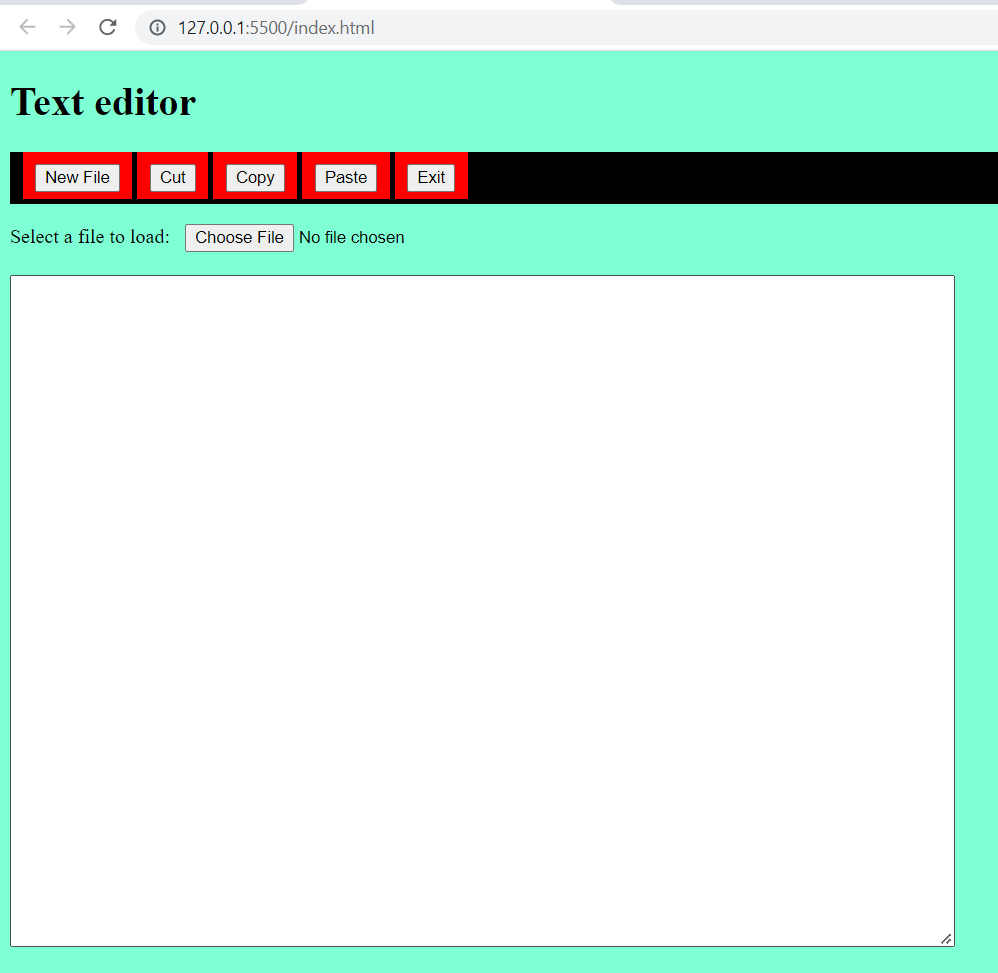 127.0.0.1:5500/index.html
Text editor
New File Cut Copy Paste Exit
Select a file to load: Choose File No file chosen